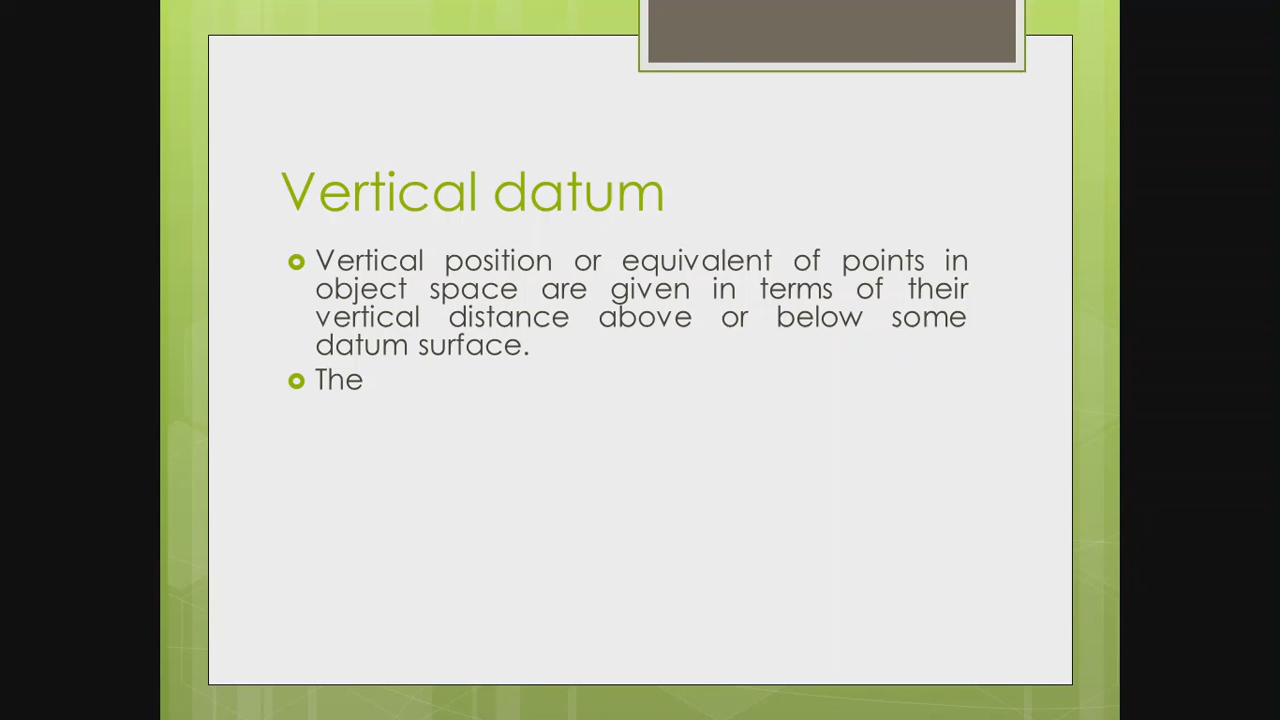 Vertical datum
Vertical position or equivalent of points in
object space are given in terms of their
vertical distance above or below some
datum surface.
The